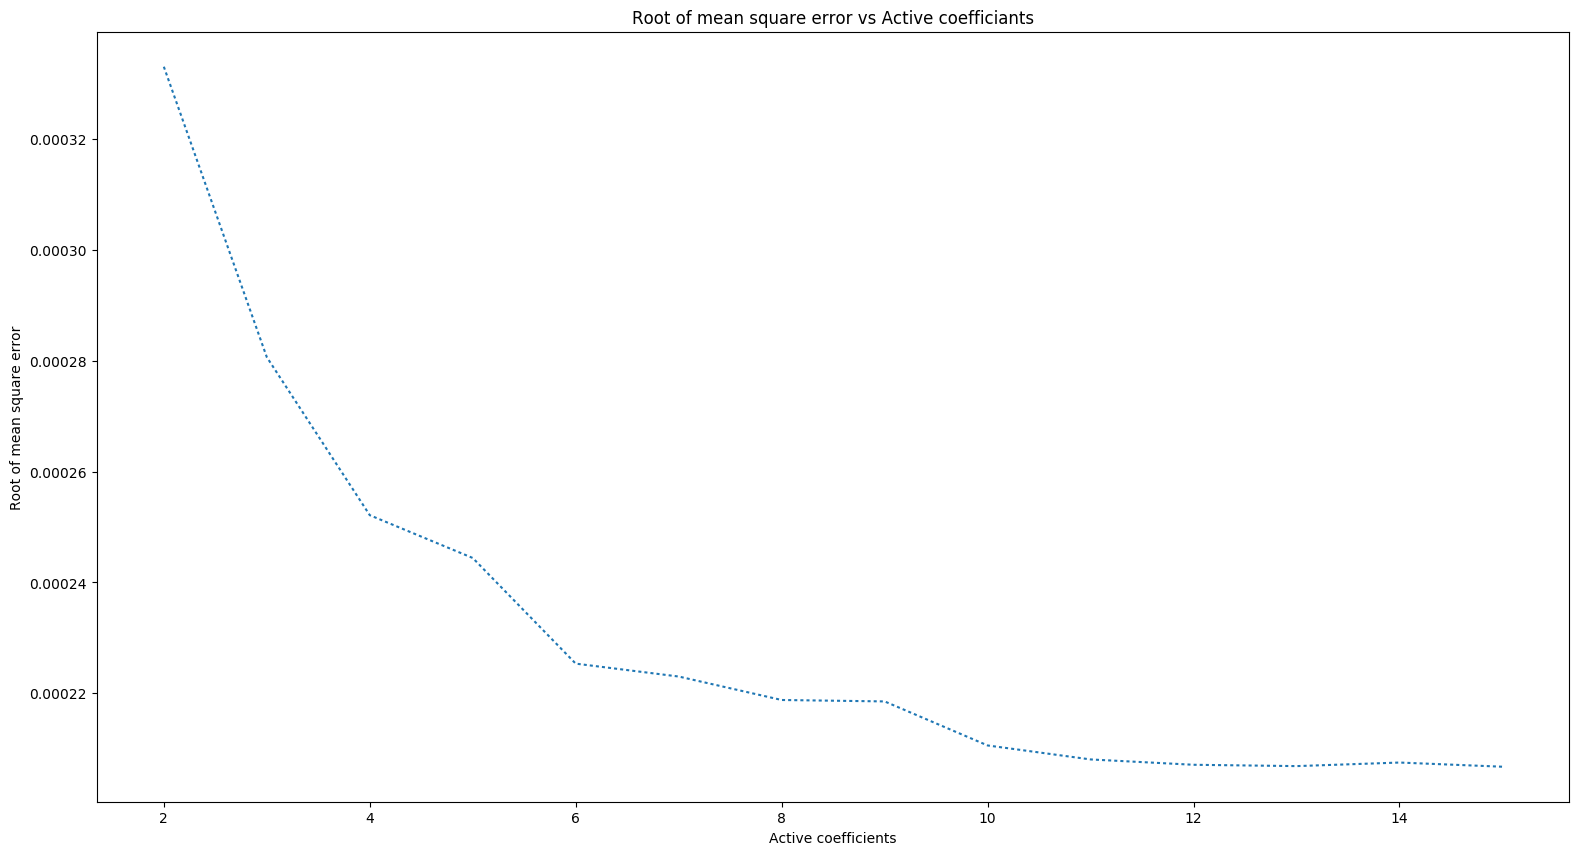 Root of mean square error vs Active coefficiants
0.00032
0.00030
0.00028
0.00026
0.00024
0.00022
Root of mean square error
2 4 6 8 10 12 14
Active coefficients